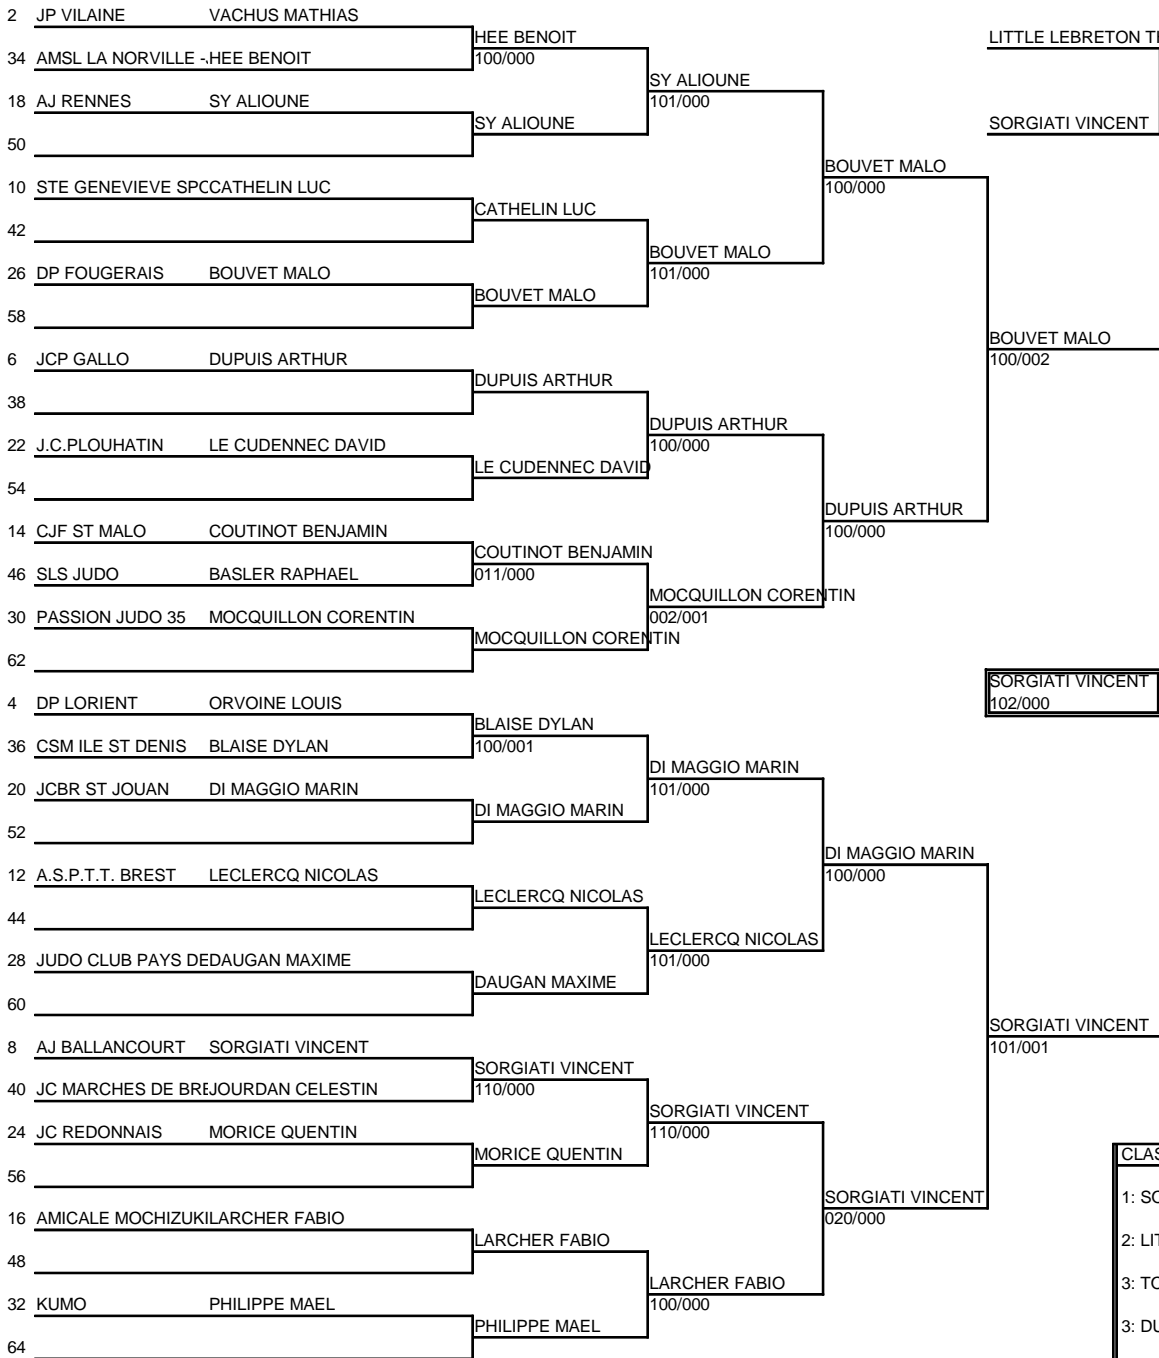 2 JP VILAINE VACHUS MATHIAS
HEE BENOIT
LITTLE LEBRETON
34 AMSL LA NORVILLE - HEE BENOIT
100/000
SY ALIOUNE
18 AJ RENNES SY ALIOUNE
101/000
SY ALIOUNE
SORGIATI VINCENT
50
BOUVET MALO
10 STE GENEVIEVE CATHELIN LUC
100/000
CATHELIN LUC
42
BOUVET MALO
26 DP FOUGERAIS BOUVET MALO
101/000
BOUVET MALO
58
BOUVET MALO
6 JCP GALLO DUPUIS ARTHUR
100/002
DUPUIS ARTHUR
38
DUPUIS ARTHUR
22 J.C.PLOUHATIN LE CUDENNEC DAVID
100/000
LE CUDENNEC DAVID
54
DUPUIS ARTHUR
14 CJF ST MALO COUTINOT BENJAMIN
100/000
COUTINOT BENJAMIN
46 SLS JUDO BASLER RAPHAEL
011/000
MOCQUILLON CORENTIN
30 PASSION JUDO 35 MOCQUILLON CORENTIN
002/001
MOCQUILLON CORENTIN
62
SORGIATI VINCENT
4 DP LORIENT ORVOINE LOUIS
102/000
BLAISE DYLAN
36 CSM ILE ST DENIS BLAISE DYLAN
100/001
DI MAGGIO MARIN
20 JCBR ST JOUAN DI MAGGIO MARIN
101/000
DI MAGGIO MARIN
52
DI MAGGIO MARIN
12 A.S.P.T.T. BREST LECLERCQ NICOLAS
100/000
LECLERCQ NICOLAS
44
LECLERCQ NICOLAS
28 JUDO CLUB PAYS DE DAUGAN MAXIME
101/000
DAUGAN MAXIME
60
SORGIATI VINCENT
8 AJ BALLANCOURT SORGIATI VINCENT
101/001
SORGIATI VINCENT
40 JC MARCHES DE JOURDAN CELESTIN
110/000
SORGIATI VINCENT
24 JC REDONNAIS MORICE QUENTIN
110/000
MORICE QUENTIN
56
SORGIATI VINCENT
1:
16 AMICALE MOCHIZUKI LARCHER FABIO
020/000
LARCHER FABIO
2:
48
LARCHER FABIO
3:
32 KUMO PHILIPPE MAEL
100/000
PHILIPPE MAEL
3:
64